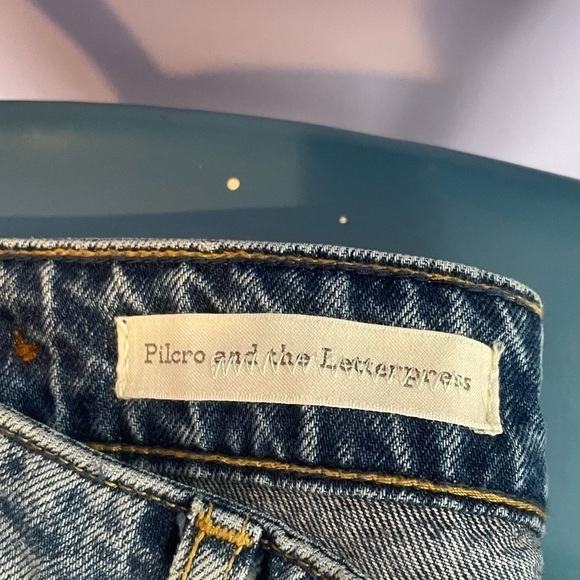 Pilcro and the Letterpress